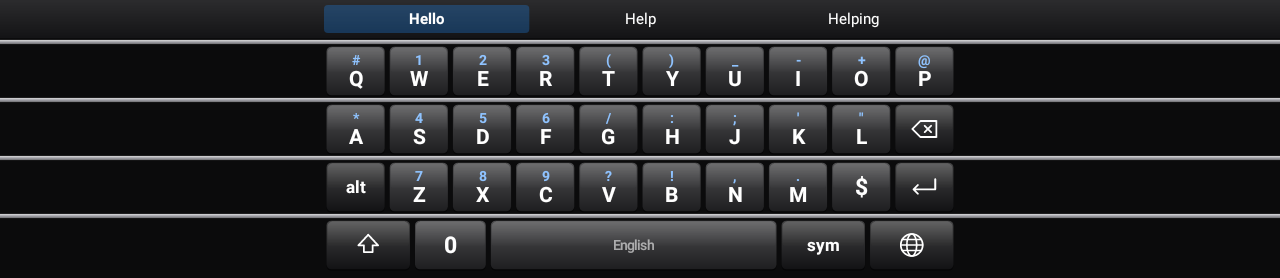 Hello Help Helping
# 1 2 3 ( ) _ - + @
Q W E R T Y U I O P
* 4 5 6 / : ; ' "
A S D F G H J K L
7 8 9 ? ! , .
alt Z X C V B N M $
0 English sym